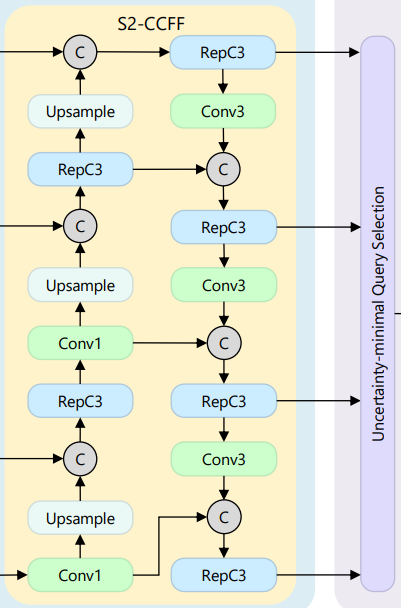 S2-CCFF
C
RepC3
Upsample
Conv3
RepC3
C
C
RepC3
Upsample
Conv3
Conv1
C
RepC3
RepC3
C
Conv3
Upsample
C
Conv1
RepC3
Uncertainty-minimal Query Selection